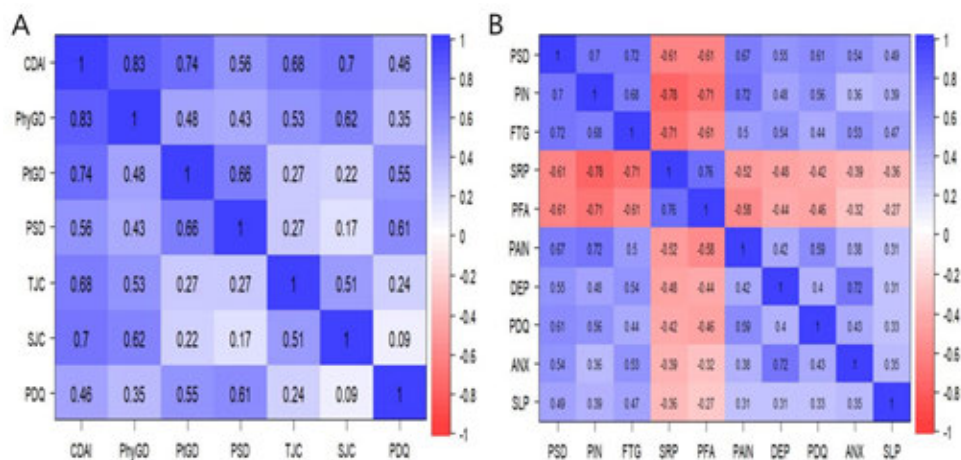 A
CDAI 1 0.83 0.74 0.56 0.68 0.7 0.46
PhyGD 0.83 1 0.48 0.43 0.53 0.62 0.35
PtGD 0.74 0.48 1 0.66 0.27 0.22 0.55
PSD 0.56 0.43 0.66 1 0.27 0.17 0.61
TJC 0.68 0.53 0.27 0.27 1 0.51 0.24
SJC 0.7 0.62 0.22 0.17 0.51 1 0.09
PDQ 0.46 0.35 0.55 0.61 0.24 0.09 1
CDAI PhyGD PtGD PSD TJC SJC PDQ
1
0.8
0.6
0.4
0.2
0
-0.2
-0.4
-0.6
-0.8
-1
B
PSD 1 0.7 0.72 -0.61 -0.61 0.67 0.55 0.61 0.54 0.49
PIN 0.7 1 0.68 -0.78 -0.71 0.72 0.48 0.56 0.36 0.39
FTG 0.72 0.68 1 -0.71 -0.61 0.5 0.54 0.44 0.53 0.47
SRP -0.61 -0.78 -0.71 1 0.76 -0.52 -0.48 -0.42 -0.39 -0.36
PFA -0.61 -0.71 -0.61 0.76 1 -0.58 -0.44 -0.46 -0.32 -0.27
PAIN 0.67 0.72 0.5 -0.52 -0.58 1 0.42 0.59 0.38 0.31
DEP 0.55 0.48 0.54 -0.48 -0.44 0.42 1 0.4 0.72 0.31
PDQ 0.61 0.56 0.44 -0.42 -0.46 0.59 0.4 1 0.43 0.33
ANX 0.54 0.36 0.53 -0.39 -0.32 0.38 0.72 0.43 1 0.35
SLP 0.49 0.39 0.47 -0.36 -0.27 0.31 0.31 0.33 0.35 1
PSD PIN FTG SRP PFA PAIN DEP PDQ ANX SLP
1
0.8
0.6
0.4
0.2
0
-0.2
-0.4
-0.6
-0.8
-1